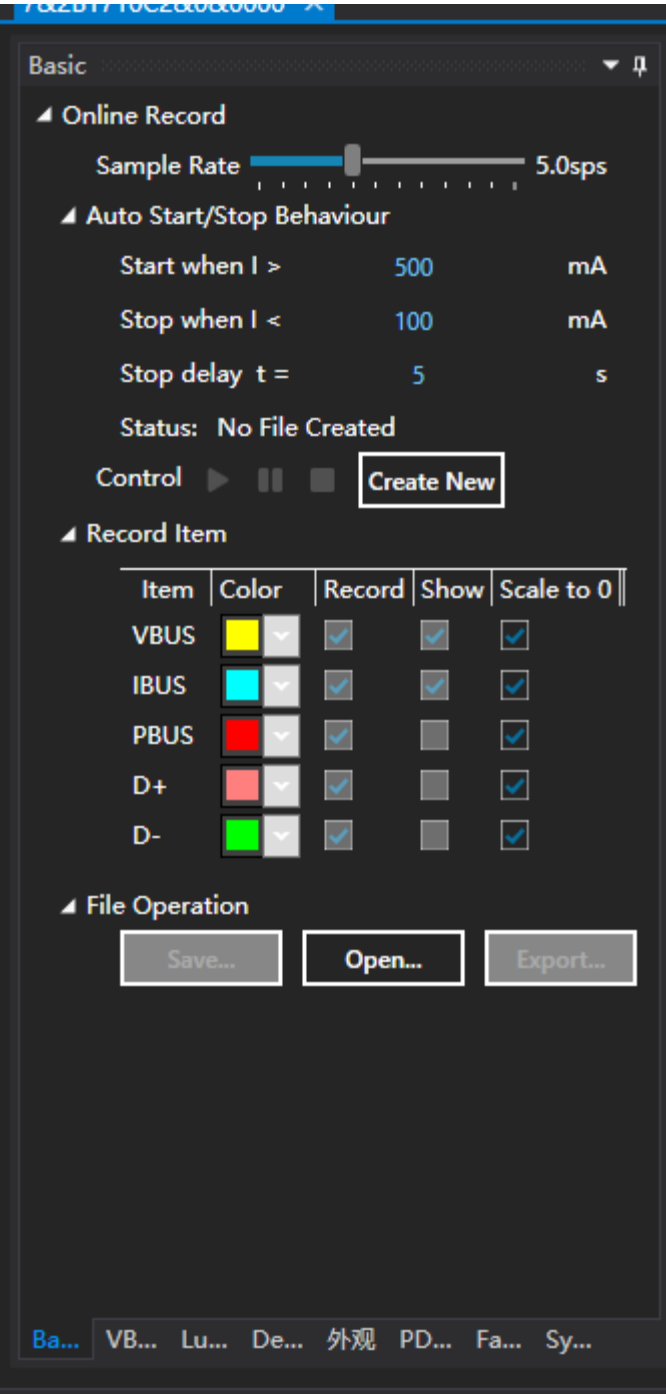 Basic
Online Record
Sample Rate 5.0sps
Auto Start/Stop Behaviour
Start when I > 500 mA
Stop when I < 100 mA
Stop delay t = 5 s
Status: No File Created
Control Create New
Record Item
Item Color Record Show Scale to 0
VBUS
IBUS
PBUS
D+
D-
File Operation
Save... Open... Export...
Ba... VB... Lu... De... 外观 PD... Fa... Sy...